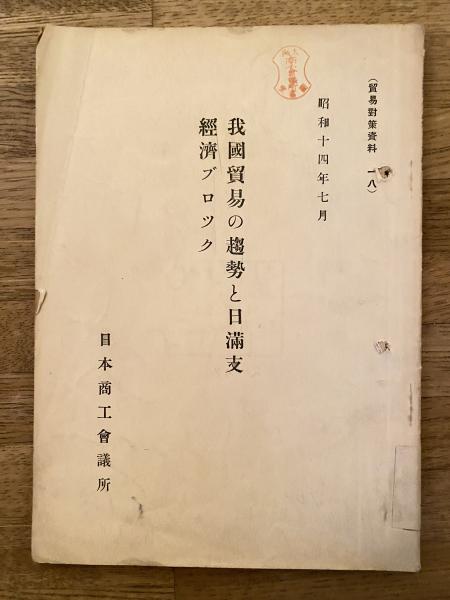 （貿易對策資料 一八）
昭和十四年七月
我國貿易の趨勢と日滿支
經濟ブロツク
日本商工會議所